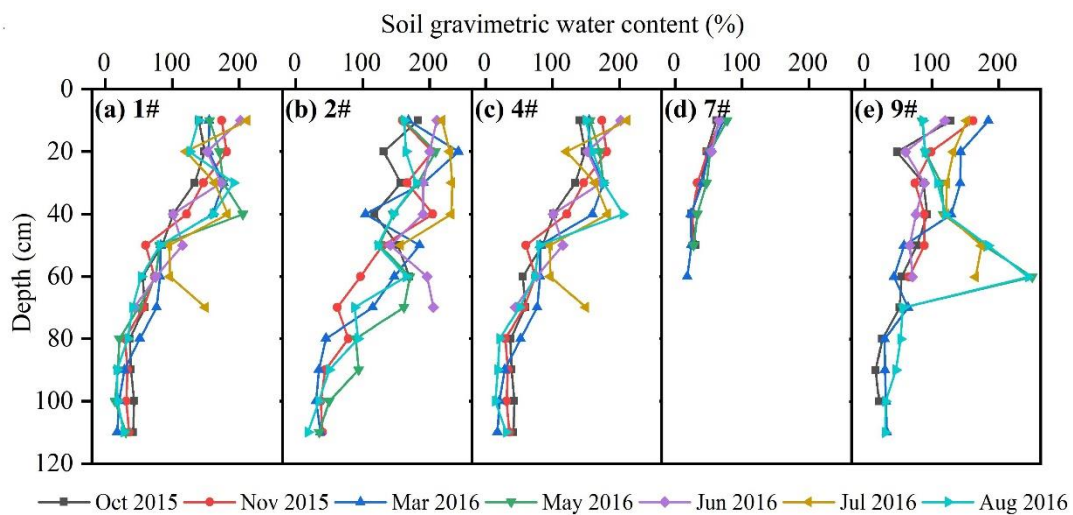 Soil gravimetric water content (%)
0 100 200 0 100 200 0 100 200 0 100 200 0 100 200
0
(a) 1# (b) 2# (c) 4# (d) 7# (e) 9#
20
40
60
80
100
120
Depth (cm)
Oct 2015 Nov 2015 Mar 2016 May 2016 Jun 2016 Jul 2016 Aug 2016